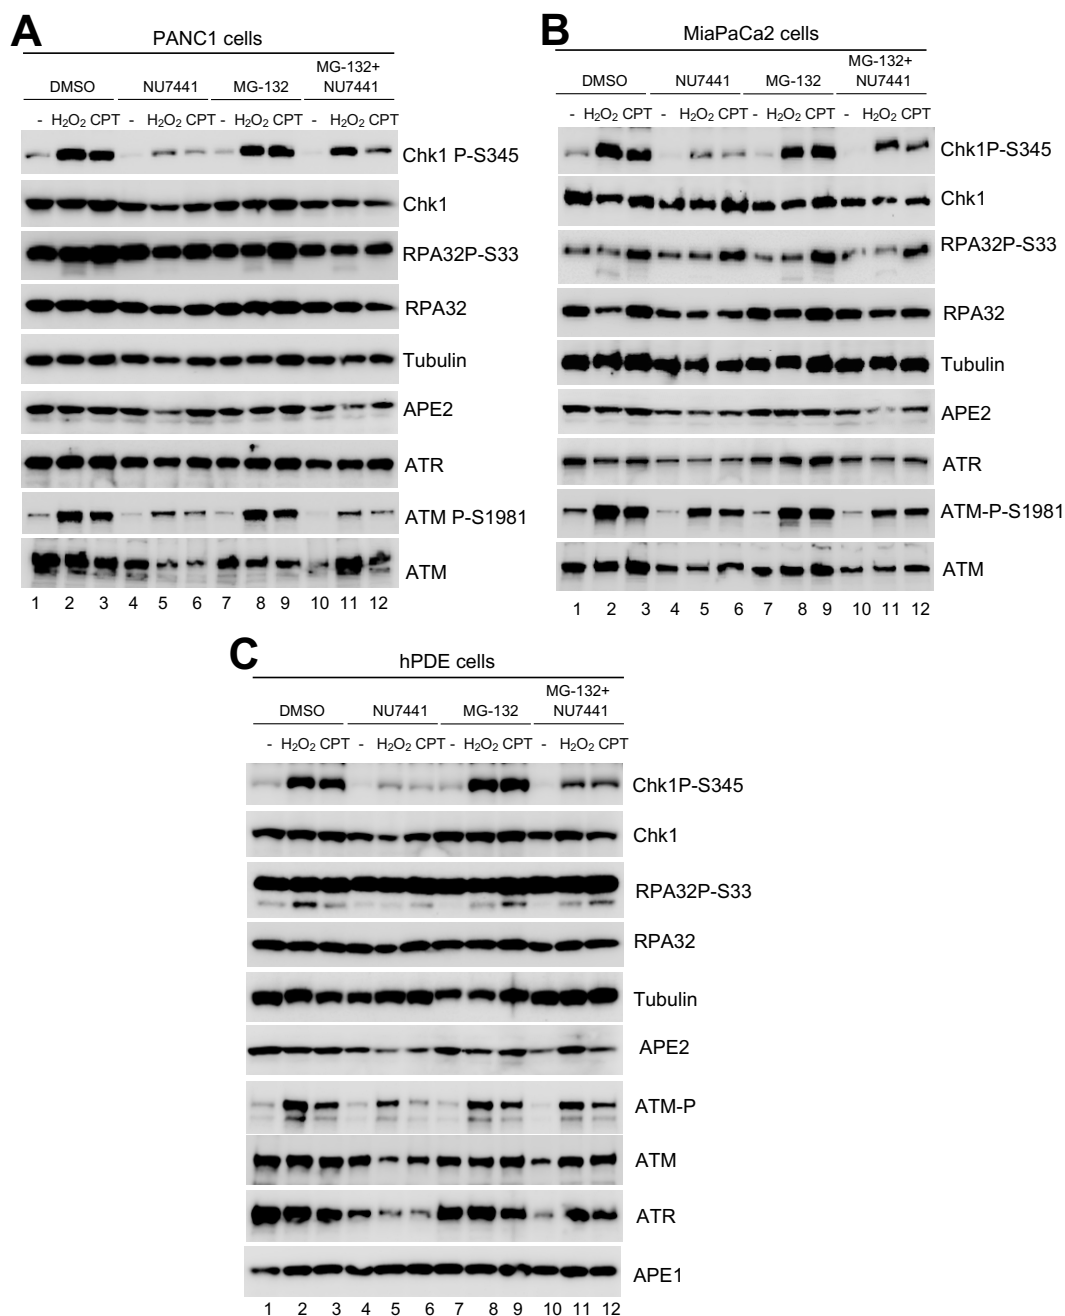 A
PANC1 cells
DMSO NU7441 MG-132 MG-132+
NU7441
- H₂O₂ CPT - H₂O₂ CPT - H₂O₂ CPT - H₂O₂ CPT
Chk1 P-S345
Chk1
RPA32P-S33
RPA32
Tubulin
APE2
ATR
ATM P-S1981
ATM
1 2 3 4 5 6 7 8 9 10 11 12
B
MiaPaCa2 cells
DMSO NU7441 MG-132 MG-132+
NU7441
- H₂O₂ CPT - H₂O₂ CPT - H₂O₂ CPT - H₂O₂ CPT
Chk1P-S345
Chk1
RPA32P-S33
RPA32
Tubulin
APE2
ATR
ATM-P-S1981
ATM
1 2 3 4 5 6 7 8 9 10 11 12
C
hPDE cells
DMSO NU7441 MG-132 MG-132+
NU7441
- H₂O₂ CPT - H₂O₂ CPT - H₂O₂ CPT - H₂O₂ CPT
Chk1P-S345
Chk1
RPA32P-S33
RPA32
Tubulin
APE2
ATM-P
ATM
ATR
APE1
1 2 3 4 5 6 7 8 9 10 11 12